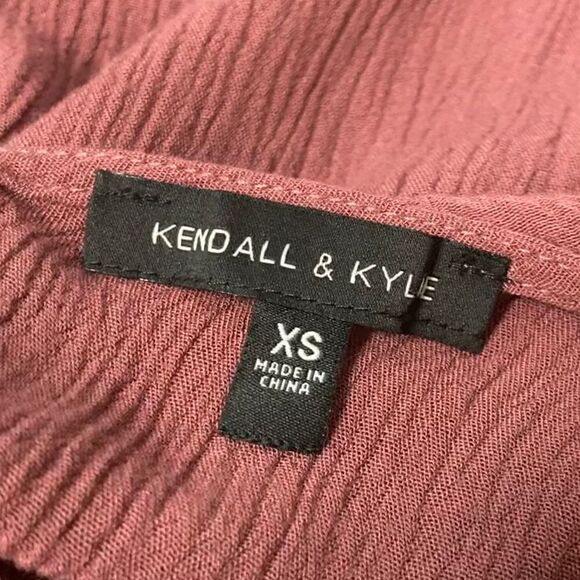 KENDALL & KYLE
XS
MADE IN
CHINA